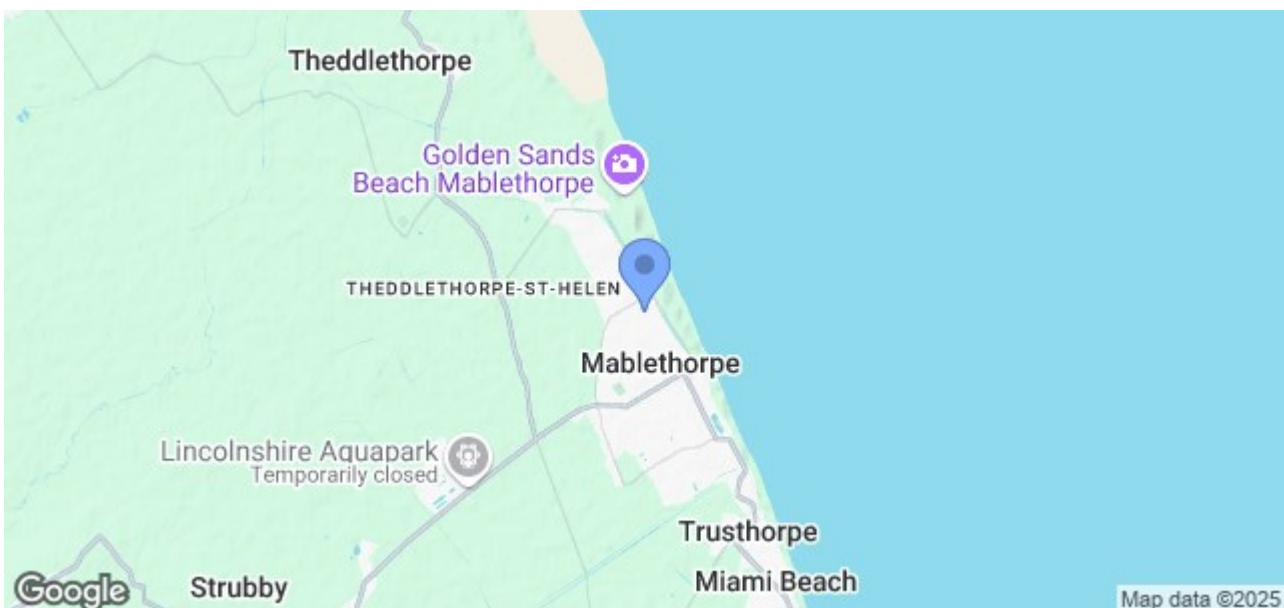 Theddlethorpe
Golden Sands
Beach Mablethorpe
THEDDLETHORPE-ST-HELEN
Mablethorpe
Lincolnshire Aquapark
Temporarily closed
Trusthorpe
Miami Beach
Strubby
Google
Map data ©2025